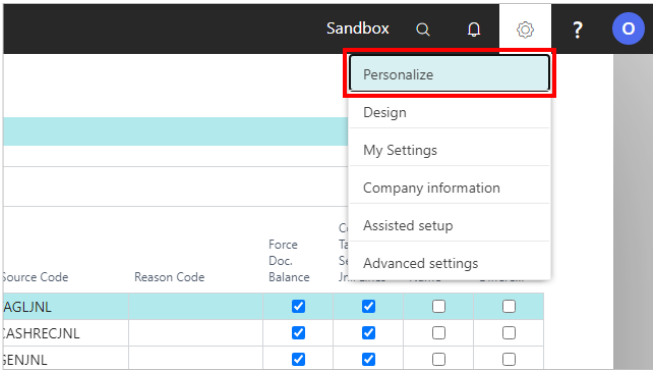 Sandbox ? O
Personalize
Design
My Settings
Company information
Assisted setup
Advanced settings
Force
Doc.
Source Code Reason Code Balance
AGLJNL
CASHRECJNL
GENJNL